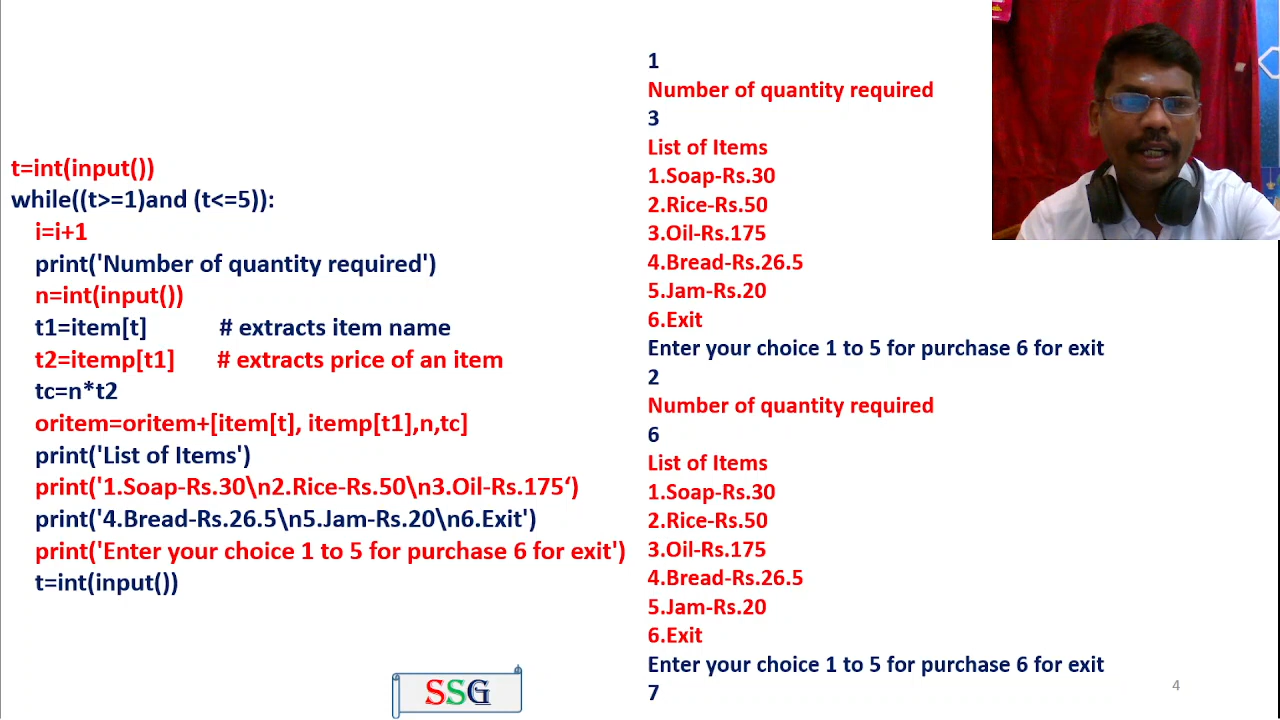 t=int(input())
while((t>=1)and (t<=5)):
i=i+1
print('Number of quantity required')
n=int(input())
t1=item[t] # extracts item name
t2=itemp[t1] # extracts price of an item
tc=n*t2
oritem=oritem+[item[t], itemp[t1],n,tc]
print('List of Items')
print('1.Soap-Rs.30\n2.Rice-Rs.50\n3.Oil-Rs.175‘)
print('4.Bread-Rs.26.5\n5.Jam-Rs.20\n6.Exit')
print('Enter your choice 1 to 5 for purchase 6 for exit')
t=int(input())
1
Number of quantity required
3
List of Items
1.Soap-Rs.30
2.Rice-Rs.50
3.Oil-Rs.175
4.Bread-Rs.26.5
5.Jam-Rs.20
6.Exit
Enter your choice 1 to 5 for purchase 6 for exit
2
Number of quantity required
6
List of Items
1.Soap-Rs.30
2.Rice-Rs.50
3.Oil-Rs.175
4.Bread-Rs.26.5
5.Jam-Rs.20
6.Exit
Enter your choice 1 to 5 for purchase 6 for exit
7
SSG
4